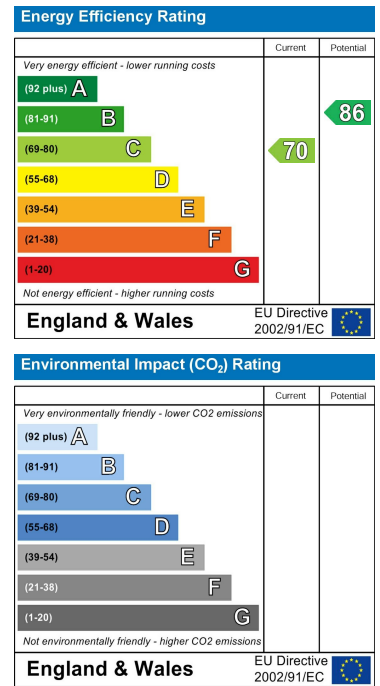 Energy Efficiency Rating
Current Potential
Very energy efficient - lower running costs
(92 plus) A
(81-91) B
86
(69-80) C
70
(55-68) D
(39-54) E
(21-38) F
(1-20) G
Not energy efficient - higher running costs
England & Wales
EU Directive
2002/91/EC
Environmental Impact (CO₂) Rating
Current Potential
Very environmentally friendly - lower CO2 emissions
(92 plus) A
(81-91) B
(69-80) C
(55-68) D
(39-54) E
(21-38) F
(1-20) G
Not environmentally friendly - higher CO2 emissions
England & Wales
EU Directive
2002/91/EC